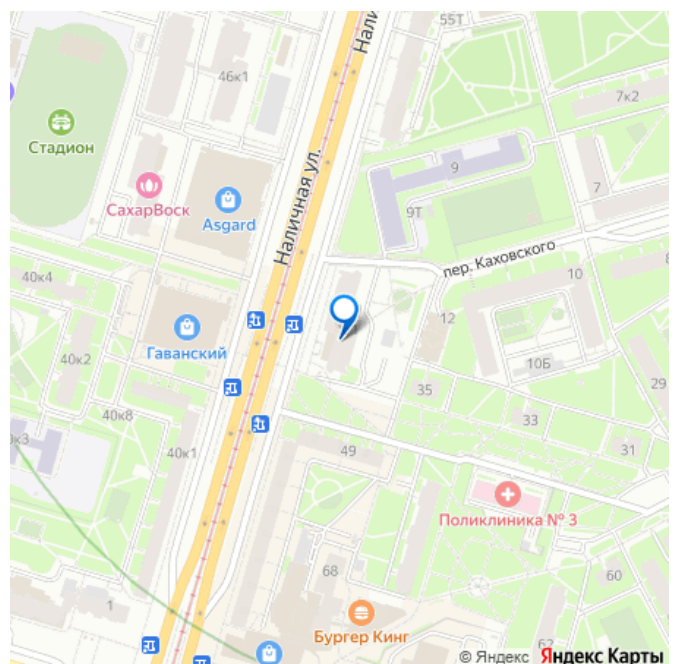 55Т
Нали
46к1
7к2
Стадион
9
Наличная ул.
7
СахарВоск
9Т
Asgard
пер. Каховского
8
40к4
10
12
Гаванский
40к2
10Б
35
29
40к8
33
0к3
40к1
49
31
Поликлиника № 3
68
60
1
Бургер Кинг
62
© Яндекс Яндекс Карты